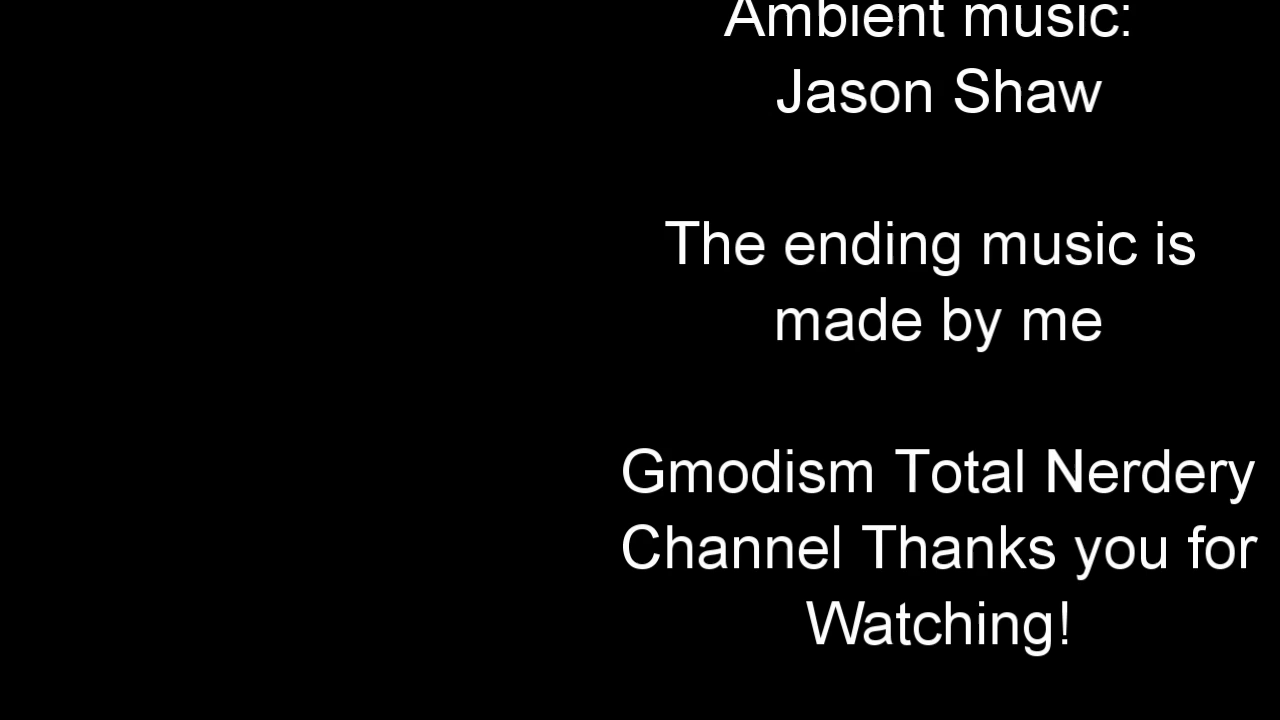 Ambient music:
Jason Shaw
The ending music is
made by me
Gmodism Total Nerdery
Channel Thanks you for
Watching!